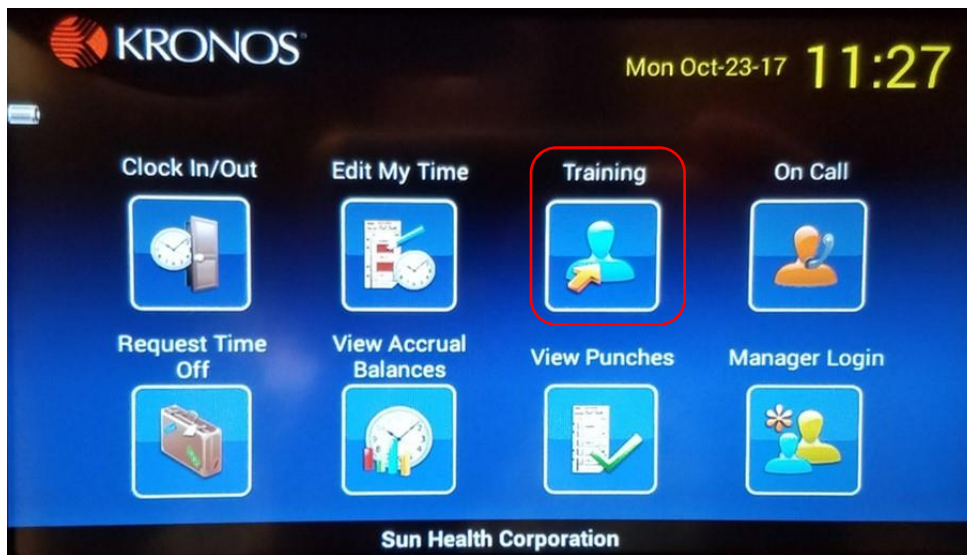 KRONOS
Mon Oct-23-17 11:27
Clock In/Out
Edit My Time
Training
On Call
Request Time
Off
View Accrual
Balances
View Punches
Manager Login
Sun Health Corporation